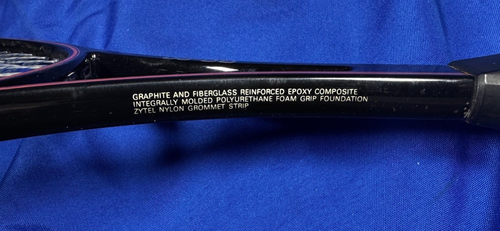 GRAPHITE AND FIBERGLASS REINFORCED EPOXY COMPOSITE
INTEGRALLY MOLDED POLYURETHANE FOAM GRIP FOUNDATION
ZYTEL NYLON GROMMET STRIP